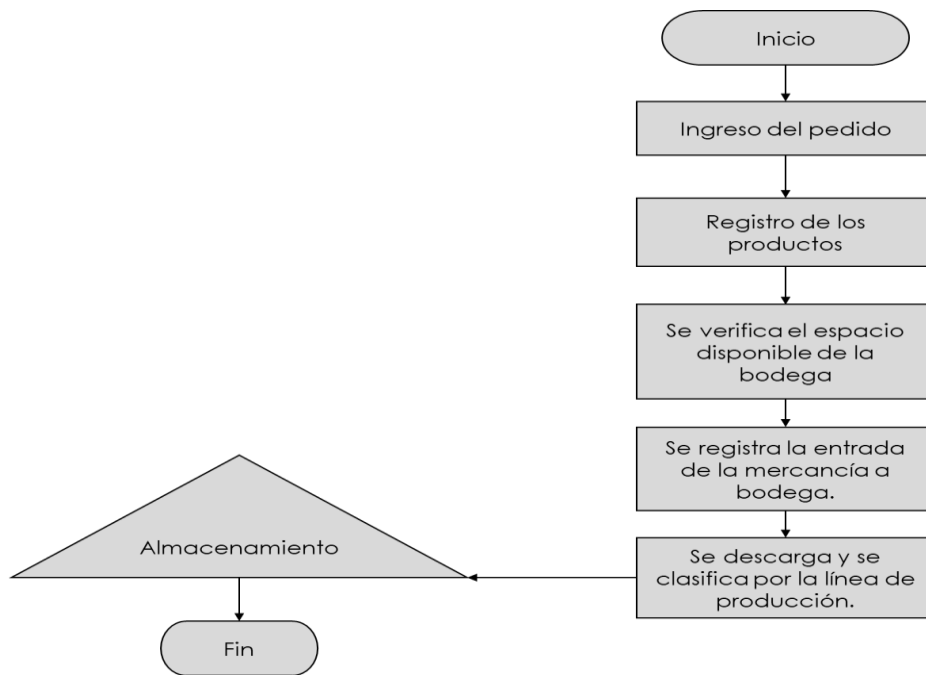 Inicio
Ingreso del pedido
Registro de los
productos
Se verifica el espacio
disponible de la
bodega
Se registra la entrada
de la mercancía a
bodega.
Se descarga y se
clasifica por la línea de
producción.
Almacenamiento
Fin